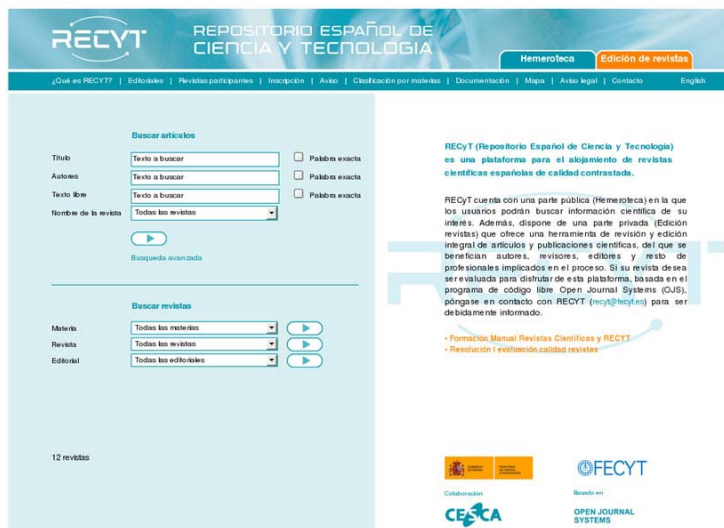 RECYT
REPOSITORIO ESPAÑOL DE
CIENCIA Y TECNOLOGIA
Hemeroteca
Edición de revistas
¿Qué es RECYT? | Editoriales | Revistas participantes | Inscripción | Aviso | Clasificación por materias | Documentación | Mapa | Aviso legal | Contacto
English
Buscar artículos
Título
Texto a buscar
Palabra exacta
Autores
Texto a buscar
Palabra exacta
Texto libre
Texto a buscar
Palabra exacta
Nombre de la revista
Todas las revistas
Búsqueda avanzada
Buscar revistas
Materia
Todas las materias
Revista
Todas las revistas
Editorial
Todas las editoriales
12 revistas
RECyT (Repositorio Español de Ciencia y Tecnología)
es una plataforma para el alojamiento de revistas
científicas españolas de calidad contrastada.
RECyT cuenta con una parte pública (Hemeroteca) en la que
los usuarios podrán buscar información científica de su
interés. Además, dispone de una parte privada (Edición
revistas) que ofrece una herramienta de revisión y edición
integral de artículos y publicaciones científicas, del que se
benefician autores, revisores, editores y resto de
profesionales implicados en el proceso. Si su revista desea
ser evaluada para disfrutar de esta plataforma, basada en el
programa de código libre Open Journal Systems (OJS),
póngase en contacto con RECYT (recyt@fecyt.es) para ser
debidamente informado.
• Formación Manual Revistas Científicas y RECYT
• Resolución I evaluación calidad revistas
FECYT
Colaboración
Basado en
CESCA
OPEN JOURNAL
SYSTEMS